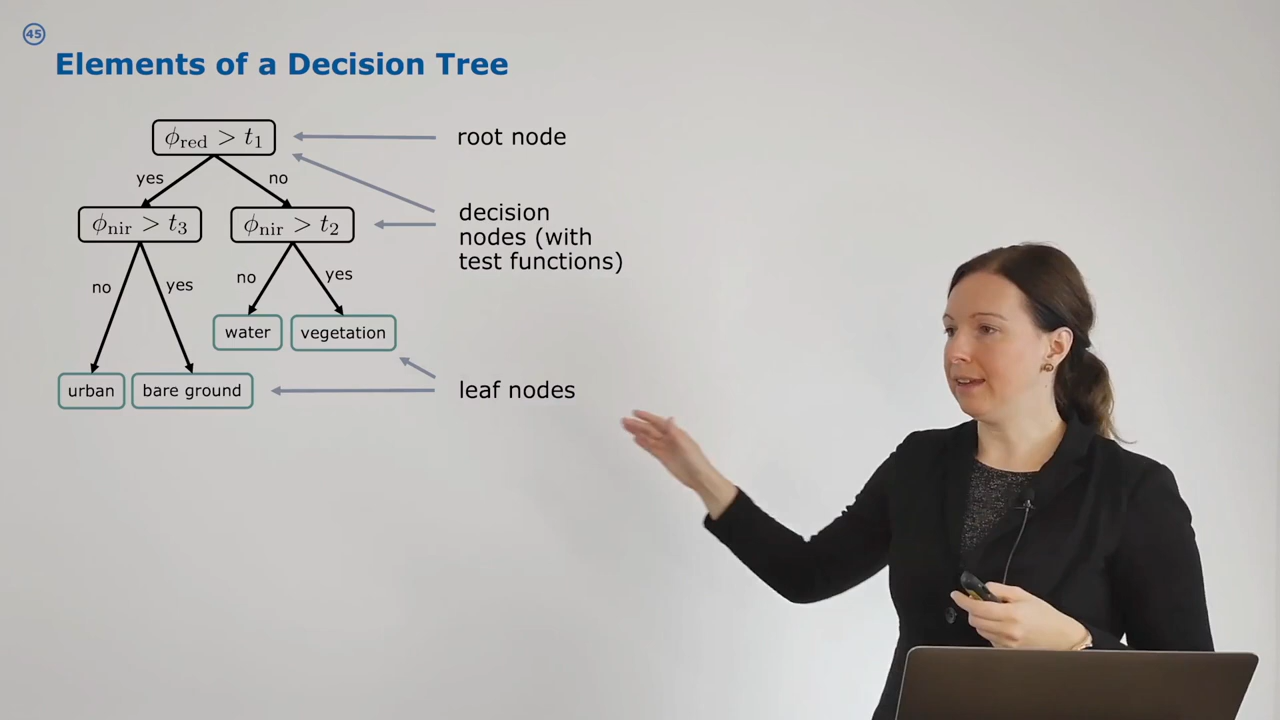 45
Elements of a Decision Tree
ϕred > t1
root node
yes
no
ϕnir > t3
ϕnir > t2
decision
nodes (with
test functions)
no
yes
no
yes
water
vegetation
urban
bare ground
leaf nodes